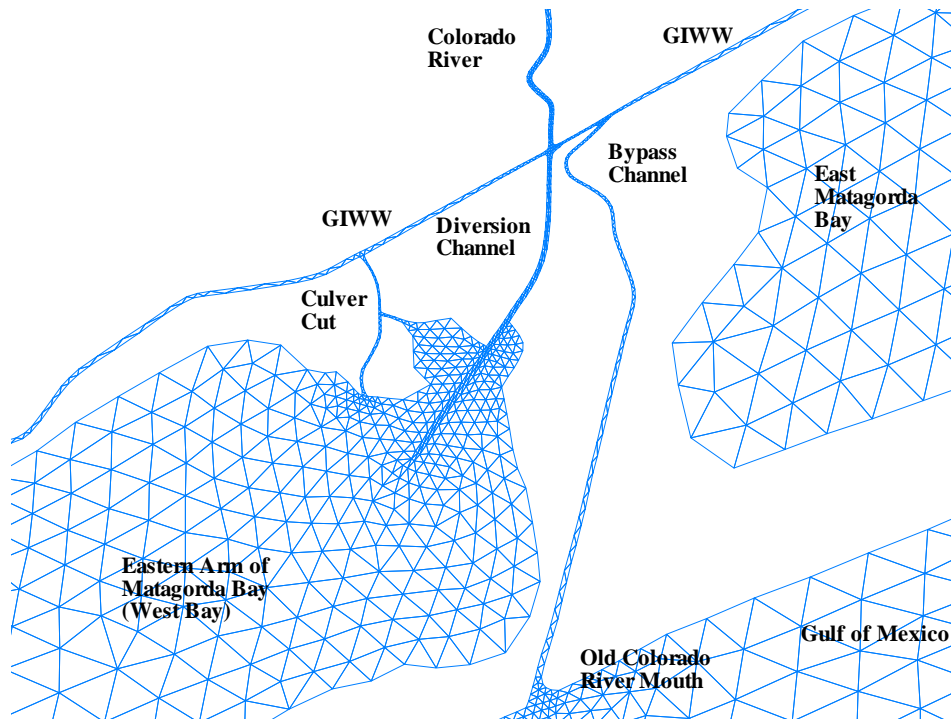 Colorado
River
GIWW
Bypass
Channel
East
Matagorda
Bay
GIWW
Diversion
Channel
Culver
Cut
Eastern Arm of
Matagorda Bay
(West Bay)
Gulf of Mexico
Old Colorado
River Mouth